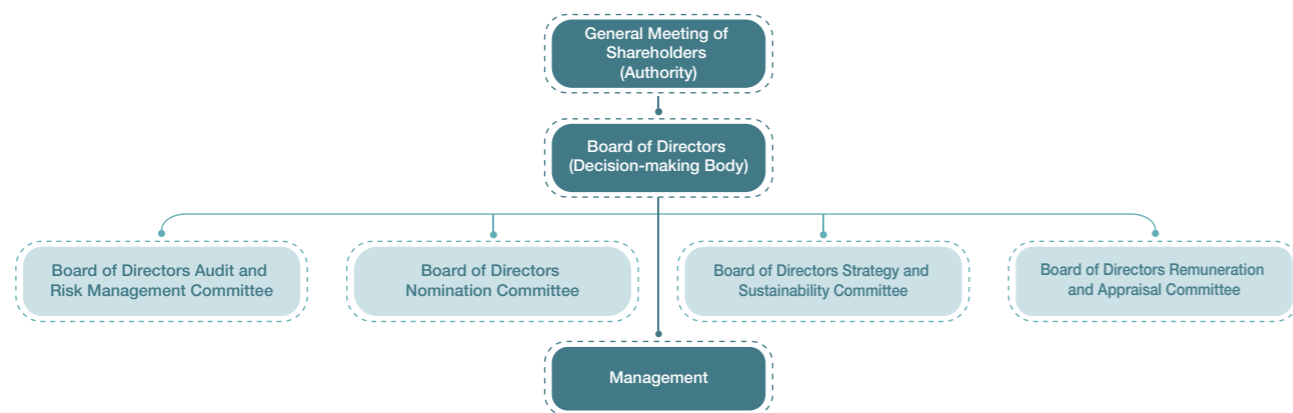 General Meeting of
Shareholders
(Authority)
Board of Directors
(Decision-making Body)
Board of Directors Audit and
Risk Management Committee
Board of Directors
Nomination Committee
Board of Directors Strategy and
Sustainability Committee
Board of Directors Remuneration
and Appraisal Committee
Management